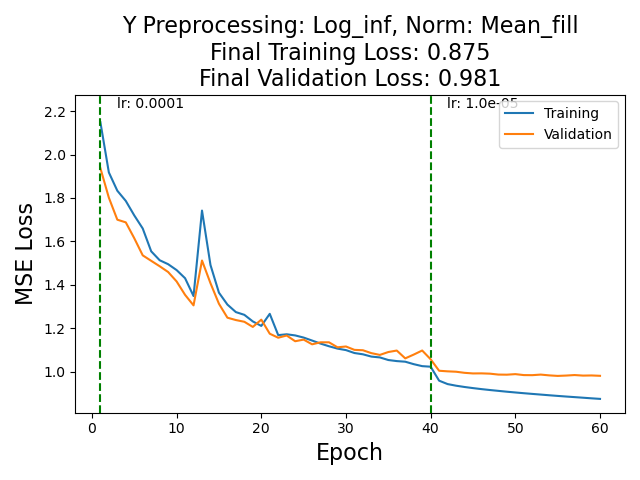 Y Preprocessing: Log_inf, Norm: Mean_fill
Final Training Loss: 0.875
Final Validation Loss: 0.981
lr: 0.0001
lr: 1.0e-05
Training
Validation
MSE Loss
2.2
2.0
1.8
1.6
1.4
1.2
1.0
0
10
20
30
40
50
60
Epoch